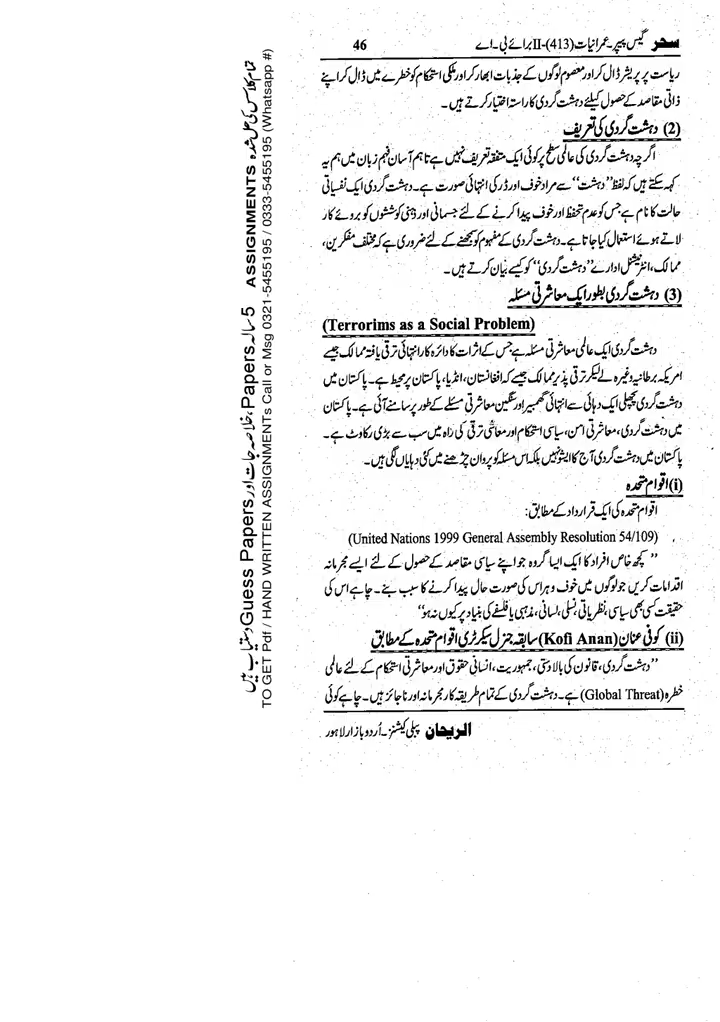 سحر گیس پیپر۔عمرانیات (413)-II برائے بی۔اے
46
ریاست پر پریشر ڈال کر اور معصوم لوگوں کے جذبات ابھار کر اور ملکی استحکام کو خطرے میں ڈال کر اپنے
ذاتی مقاصد کے حصول کیلئے دہشت گردی کا راستہ اختیار کرتے ہیں۔
(2) دہشت گردی کی تعریف
اگرچہ دہشت گردی کی عالمی سطح پر کوئی ایک متفقہ تعریف نہیں ہے تاہم آسان فہم زبان میں ہم یہ
کہہ سکتے ہیں کہ لفظ ”دہشت“ سے مراد خوف اور ڈر کی انتہائی صورت ہے۔ دہشت گردی ایک نفسیاتی
حالت کا نام ہے جس کو عدم تحفظ اور خوف پیدا کرنے کے لئے جسمانی اور ذہنی کوششوں کو بروئے کار
لاتے ہوئے استعمال کیا جاتا ہے۔ دہشت گردی کے مفہوم کو سمجھنے کے لئے ضروری ہے کہ مختلف مفکرین،
ممالک، انٹرنیشنل ادارے ”دہشت گردی“ کو کیسے بیان کرتے ہیں۔
(3) دہشت گردی بطور ایک معاشرتی مسئلہ
(Terrorims as a Social Problem)
دہشت گردی ایک عالمی معاشرتی مسئلہ ہے جس کے اثرات کا دائرہ کار انتہائی ترقی یافتہ ممالک جیسے
امریکہ برطانیہ وغیرہ سے لیکر ترقی پذیر ممالک جیسے کہ افغانستان، انڈیا، پاکستان پر محیط ہے۔ پاکستان میں
دہشت گردی پچھلی ایک دہائی سے انتہائی گھمبیر اور سنگین معاشرتی مسئلے کے طور پر سامنے آئی ہے۔ پاکستان
میں دہشت گردی، معاشرتی امن، سیاسی استحکام اور معاشی ترقی کی راہ میں سب سے بڑی رکاوٹ ہے۔
پاکستان میں دہشت گردی آج کا ایشو نہیں بلکہ اس مسئلہ کو پروان چڑھنے میں کئی دہایاں لگی ہیں۔
(i) اقوام متحدہ
اقوام متحدہ کی ایک قرارداد کے مطابق:
(United Nations 1999 General Assembly Resolution 54/109)
”کچھ خاص افراد کا ایک ایسا گروہ جو اپنے سیاسی مقاصد کے حصول کے لئے ایسے مجرمانہ
اقدامات کریں جو لوگوں میں خوف و ہراس کی صورت حال پیدا کرنے کا سبب بنے۔ چاہے اس کی
حقیقت کسی بھی سیاسی، نظریاتی، نسلی، لسانی، مذہبی یا فلسفے کی بنیاد پر کیوں نہ ہو“
(ii) کوفی عنان (Kofi Anan) سابقہ جنرل سیکرٹری اقوام متحدہ کے مطابق
”دہشت گردی، قانون کی بالادستی، جمہوریت، انسانی حقوق اور معاشرتی استحکام کے لئے عالمی
خطرہ (Global Threat) ہے۔ دہشت گردی کے تمام طریقہ کار مجرمانہ اور ناجائز ہیں۔ چاہے کوئی
الریحان پبلی کیشنز۔ اُردو بازار لاہور
تمام کلاسز کی حل شدہ ASSIGNMENTS 5 سالہ Papers، خلاصہ جات اور Guess Papers دستیاب ہیں
TO GET Pdf / HAND WRITTEN ASSIGNMENTs Call or Msg 0321-5455195 / 0333-5455195 (Whatsapp #)